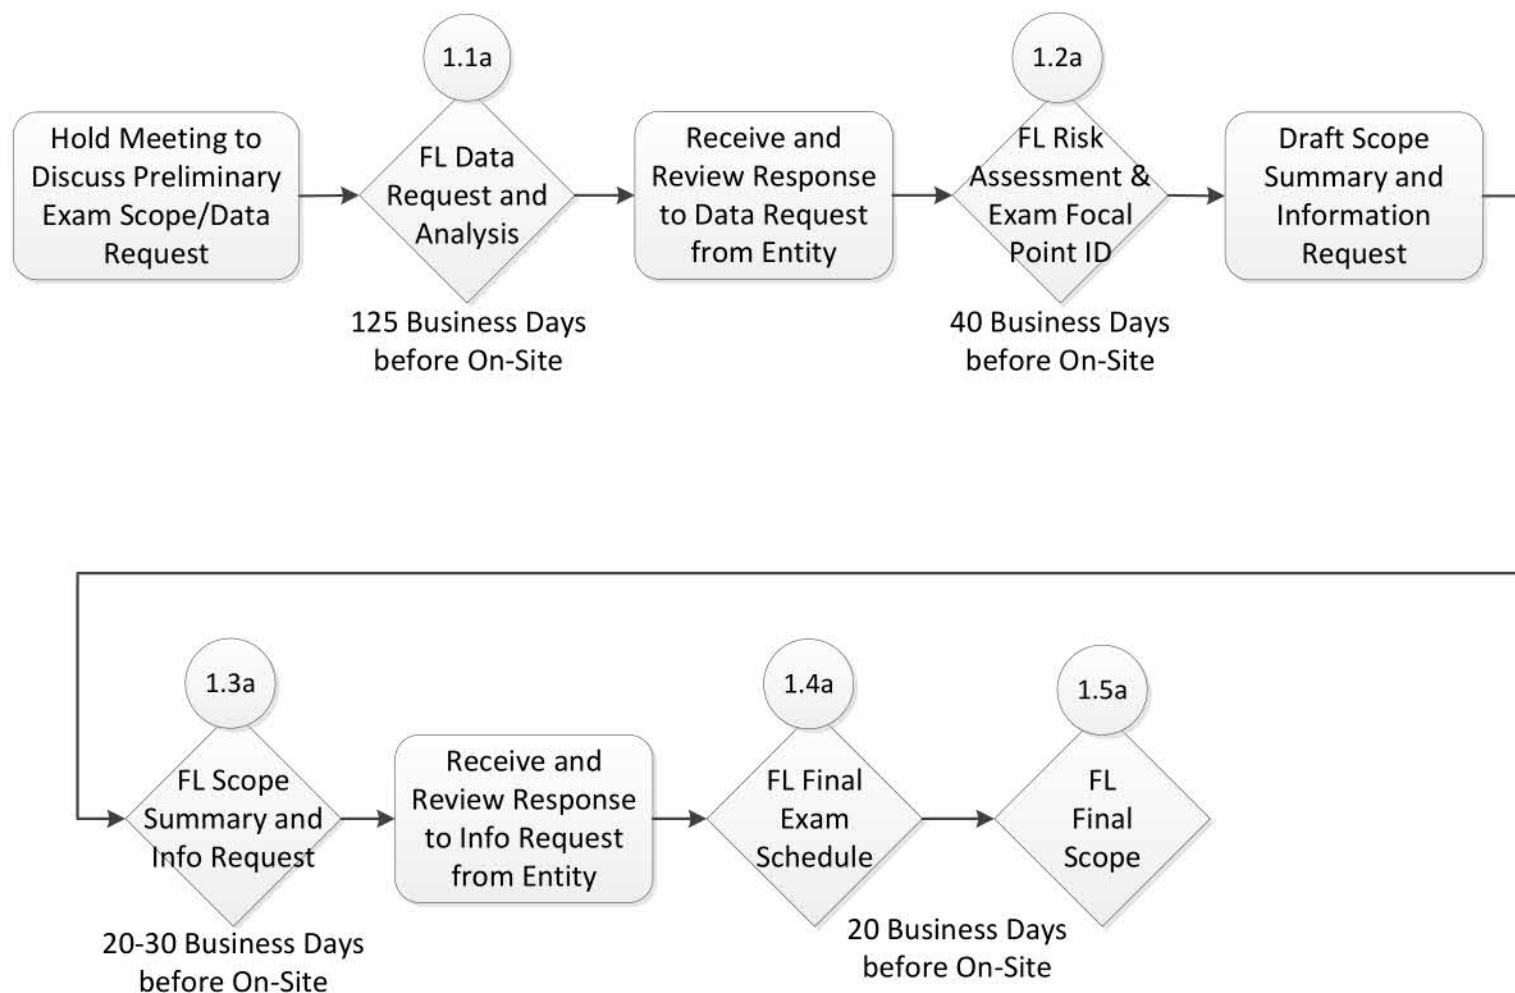 1.1a
1.2a
Hold Meeting to
Discuss Preliminary
Exam Scope/Data
Request
FL Data
Request and
Analysis
Receive and
Review Response
to Data Request
from Entity
FL Risk
Assessment &
Exam Focal
Point ID
Draft Scope
Summary and
Information
Request
125 Business Days
before On-Site
40 Business Days
before On-Site
1.3a
1.4a
1.5a
FL Scope
Summary and
Info Request
Receive and
Review Response
to Info Request
from Entity
FL Final
Exam
Schedule
FL
Final
Scope
20-30 Business Days
before On-Site
20 Business Days
before On-Site